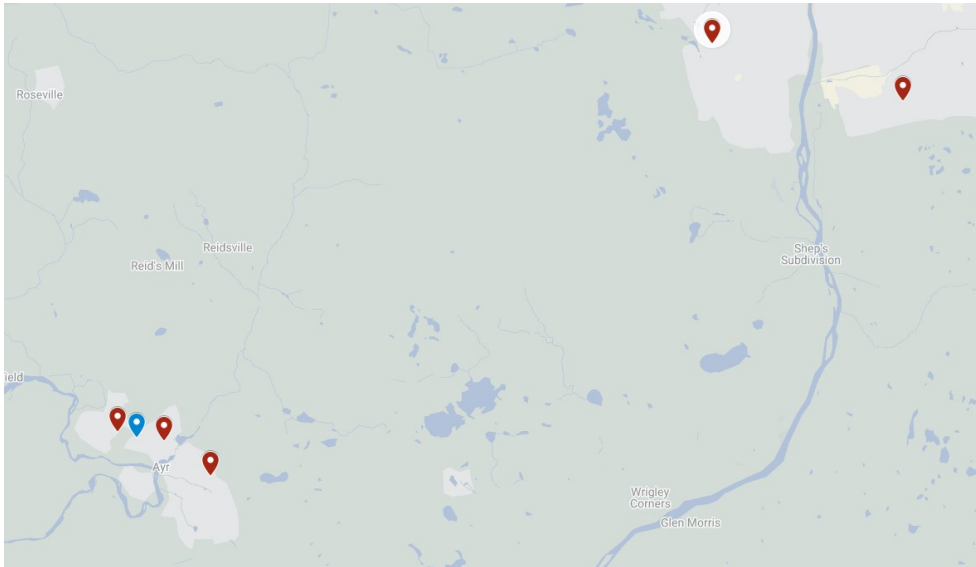 Roseville
Reidsville
Reid's Mill
Shep's
Subdivision
ield
Ayr
Wrigley
Corners
Glen Morris